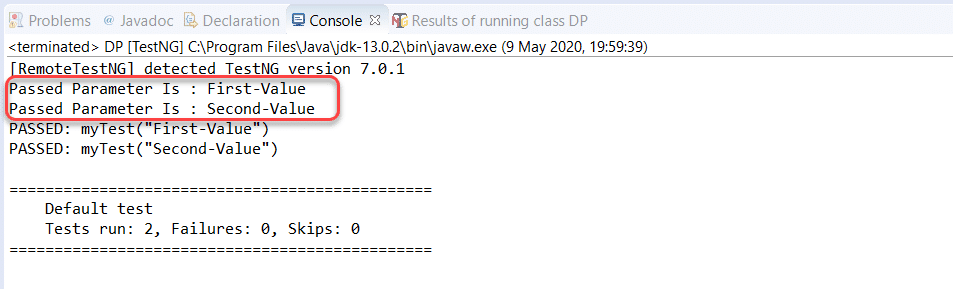 Problems @ Javadoc Declaration Console Results of running class DP
<terminated> DP [TestNG] C:\Program Files\Java\jdk-13.0.2\bin\javaw.exe (9 May 2020, 19:59:39)
[RemoteTestNG] detected TestNG version 7.0.1
Passed Parameter Is : First-Value
Passed Parameter Is : Second-Value
PASSED: myTest("First-Value")
PASSED: myTest("Second-Value")
===============================================
Default test
Tests run: 2, Failures: 0, Skips: 0
===============================================